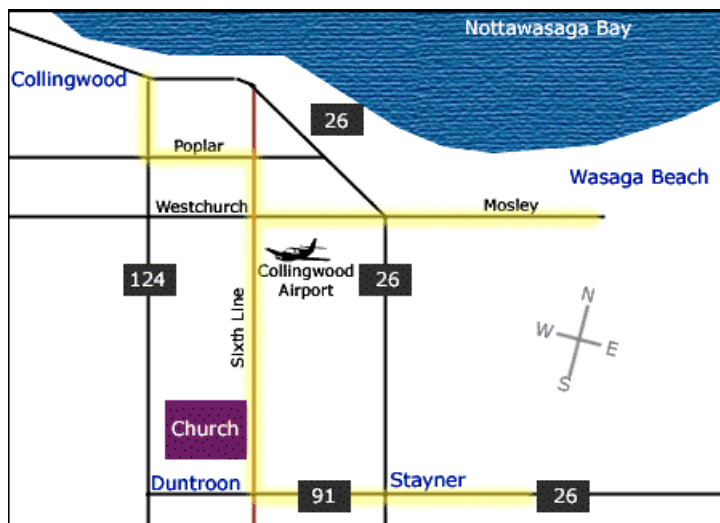 Nottawasaga Bay
Collingwood
26
Poplar
Wasaga Beach
Westchurch
Mosley
124
Collingwood
Airport
26
Sixth Line
N
W
E
S
Church
Duntroon
91
Stayner
26